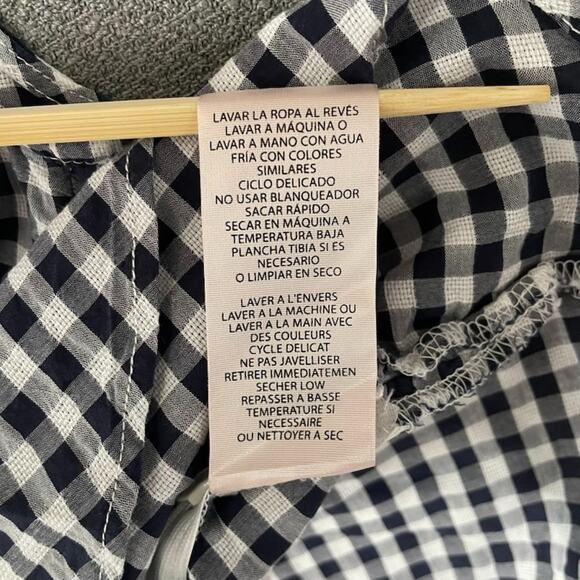 LAVAR LA ROPA AL REVÉS
LAVAR A MÁQUINA O
LAVAR A MANO CON AGUA
FRÍA CON COLORES
SIMILARES
CICLO DELICADO
NO USAR BLANQUEADOR
SACAR RÁPIDO
SECAR EN MÁQUINA A
TEMPERATURA BAJA
PLANCHA TIBIA SI ES
NECESARIO
O LIMPIAR EN SECO
LAVER A L'ENVERS
LAVER A LA MACHINE OU
LAVER A LA MAIN AVEC
DES COULEURS
CYCLE DELICAT
NE PAS JAVELLISER
RETIRER IMMEDIATEMEN
SECHER LOW
REPASSER A BASSE
TEMPERATURE SI
NECESSAIRE
OU NETTOYER A SEC